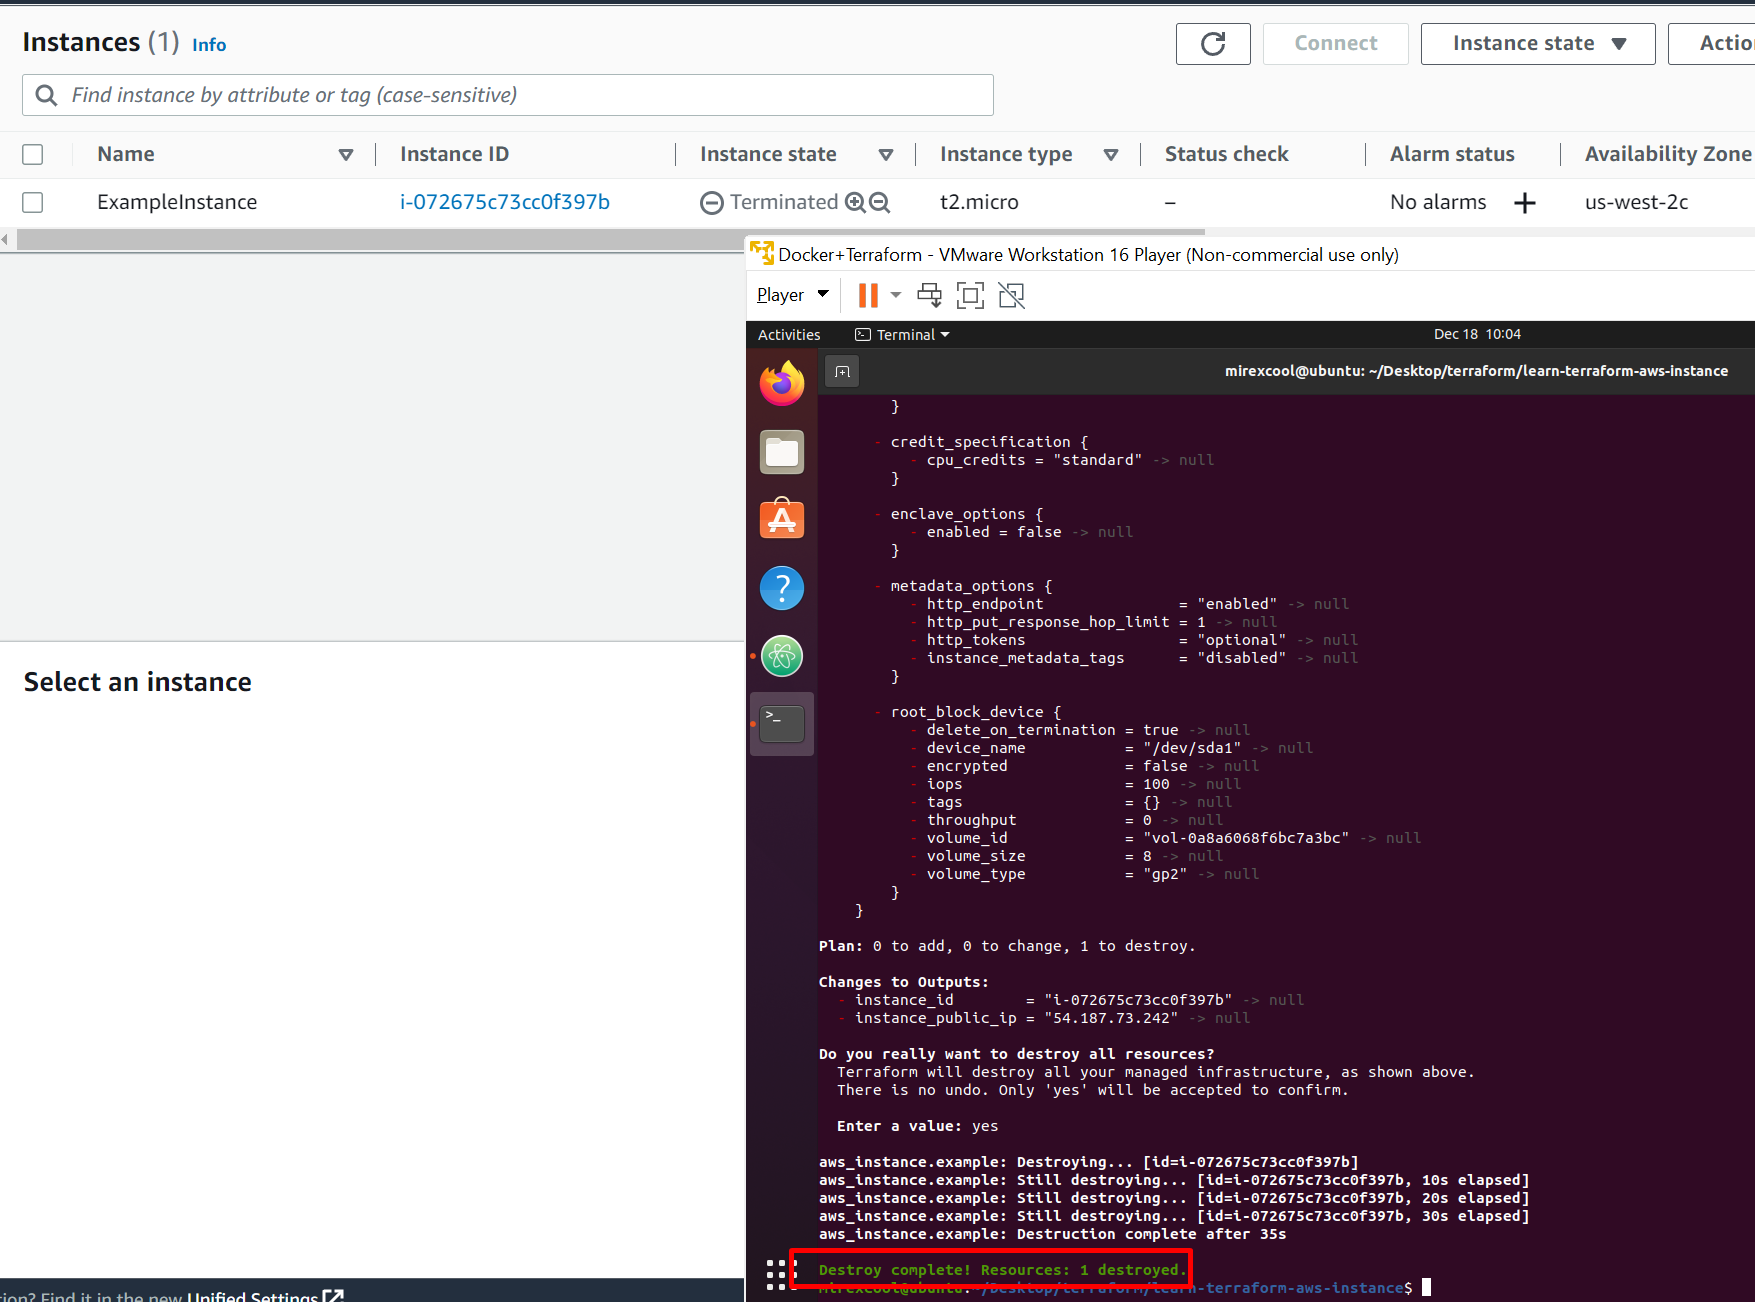 Instances (1) Info
Connect
Instance state
Find instance by attribute or tag (case-sensitive)
Name Instance ID Instance state Instance type Status check Alarm status Availability Zone
ExampleInstance i-072675c73cc0f397b Terminated t2.micro – No alarms us-west-2c
Select an instance
Find it in the new Unified Settings
Docker+Terraform - VMware Workstation 16 Player (Non-commercial use only)
Player
Activities Terminal Dec 18 10:04
mirexcool@ubuntu: ~/Desktop/terraform/learn-terraform-aws-instance
}
- credit_specification {
- cpu_credits = "standard" -> null
}
- enclave_options {
- enabled = false -> null
}
- metadata_options {
- http_endpoint = "enabled" -> null
- http_put_response_hop_limit = 1 -> null
- http_tokens = "optional" -> null
- instance_metadata_tags = "disabled" -> null
}
- root_block_device {
- delete_on_termination = true -> null
- device_name = "/dev/sda1" -> null
- encrypted = false -> null
- iops = 100 -> null
- tags = {} -> null
- throughput = 0 -> null
- volume_id = "vol-0a8a6068f6bc7a3bc" -> null
- volume_size = 8 -> null
- volume_type = "gp2" -> null
}
}
Plan: 0 to add, 0 to change, 1 to destroy.
Changes to Outputs:
- instance_id = "i-072675c73cc0f397b" -> null
- instance_public_ip = "54.187.73.242" -> null
Do you really want to destroy all resources?
Terraform will destroy all your managed infrastructure, as shown above.
There is no undo. Only 'yes' will be accepted to confirm.
Enter a value: yes
aws_instance.example: Destroying... [id=i-072675c73cc0f397b]
aws_instance.example: Still destroying... [id=i-072675c73cc0f397b, 10s elapsed]
aws_instance.example: Still destroying... [id=i-072675c73cc0f397b, 20s elapsed]
aws_instance.example: Still destroying... [id=i-072675c73cc0f397b, 30s elapsed]
aws_instance.example: Destruction complete after 35s
Destroy complete! Resources: 1 destroyed.
mirexcool@ubuntu:~/Desktop/terraform/learn-terraform-aws-instance$